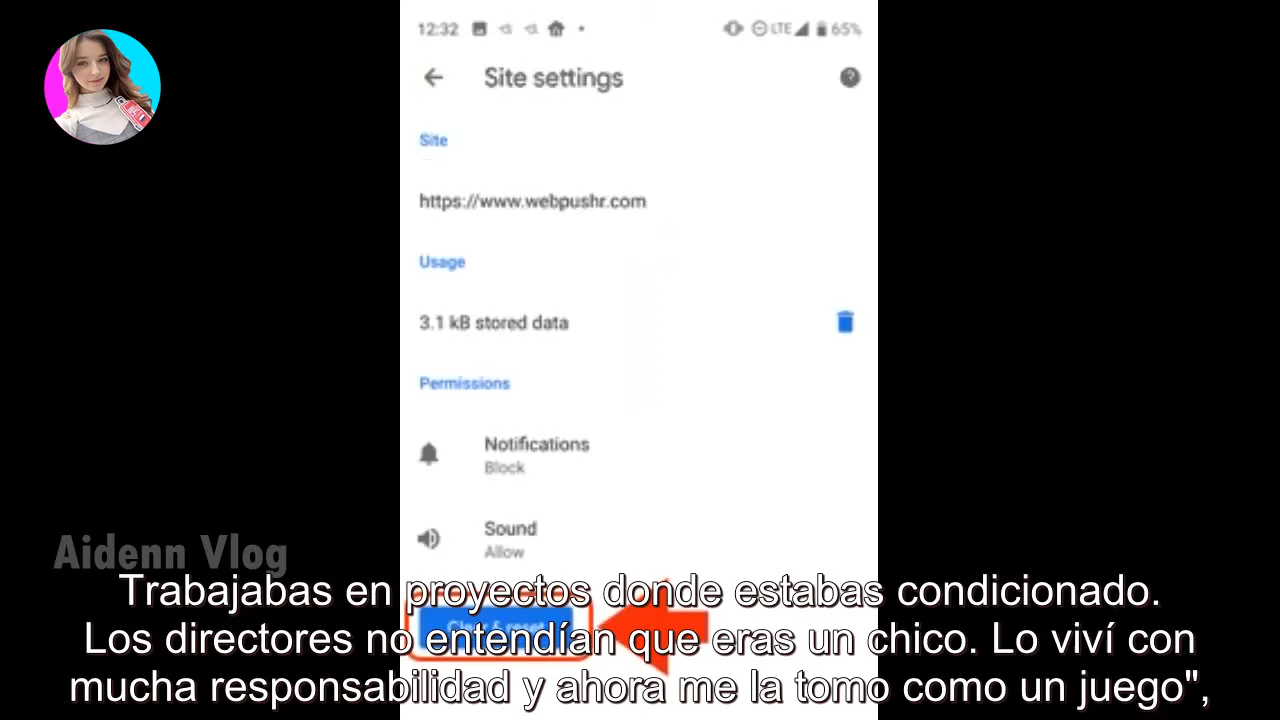 12:32 LTE 65%
Site settings
Site
https://www.webpushr.com
Usage
3.1 kB stored data
Permissions
Notifications
Block
Sound
Allow
Clear & reset
Aidenn Vlog
Trabajabas en proyectos donde estabas condicionado.
Los directores no entendían que eras un chico. Lo viví con
mucha responsabilidad y ahora me la tomo como un juego",